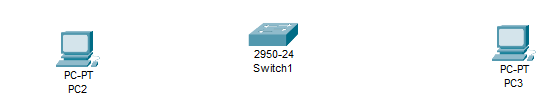 2950-24
Switch1
PC-PT
PC2
PC-PT
PC3